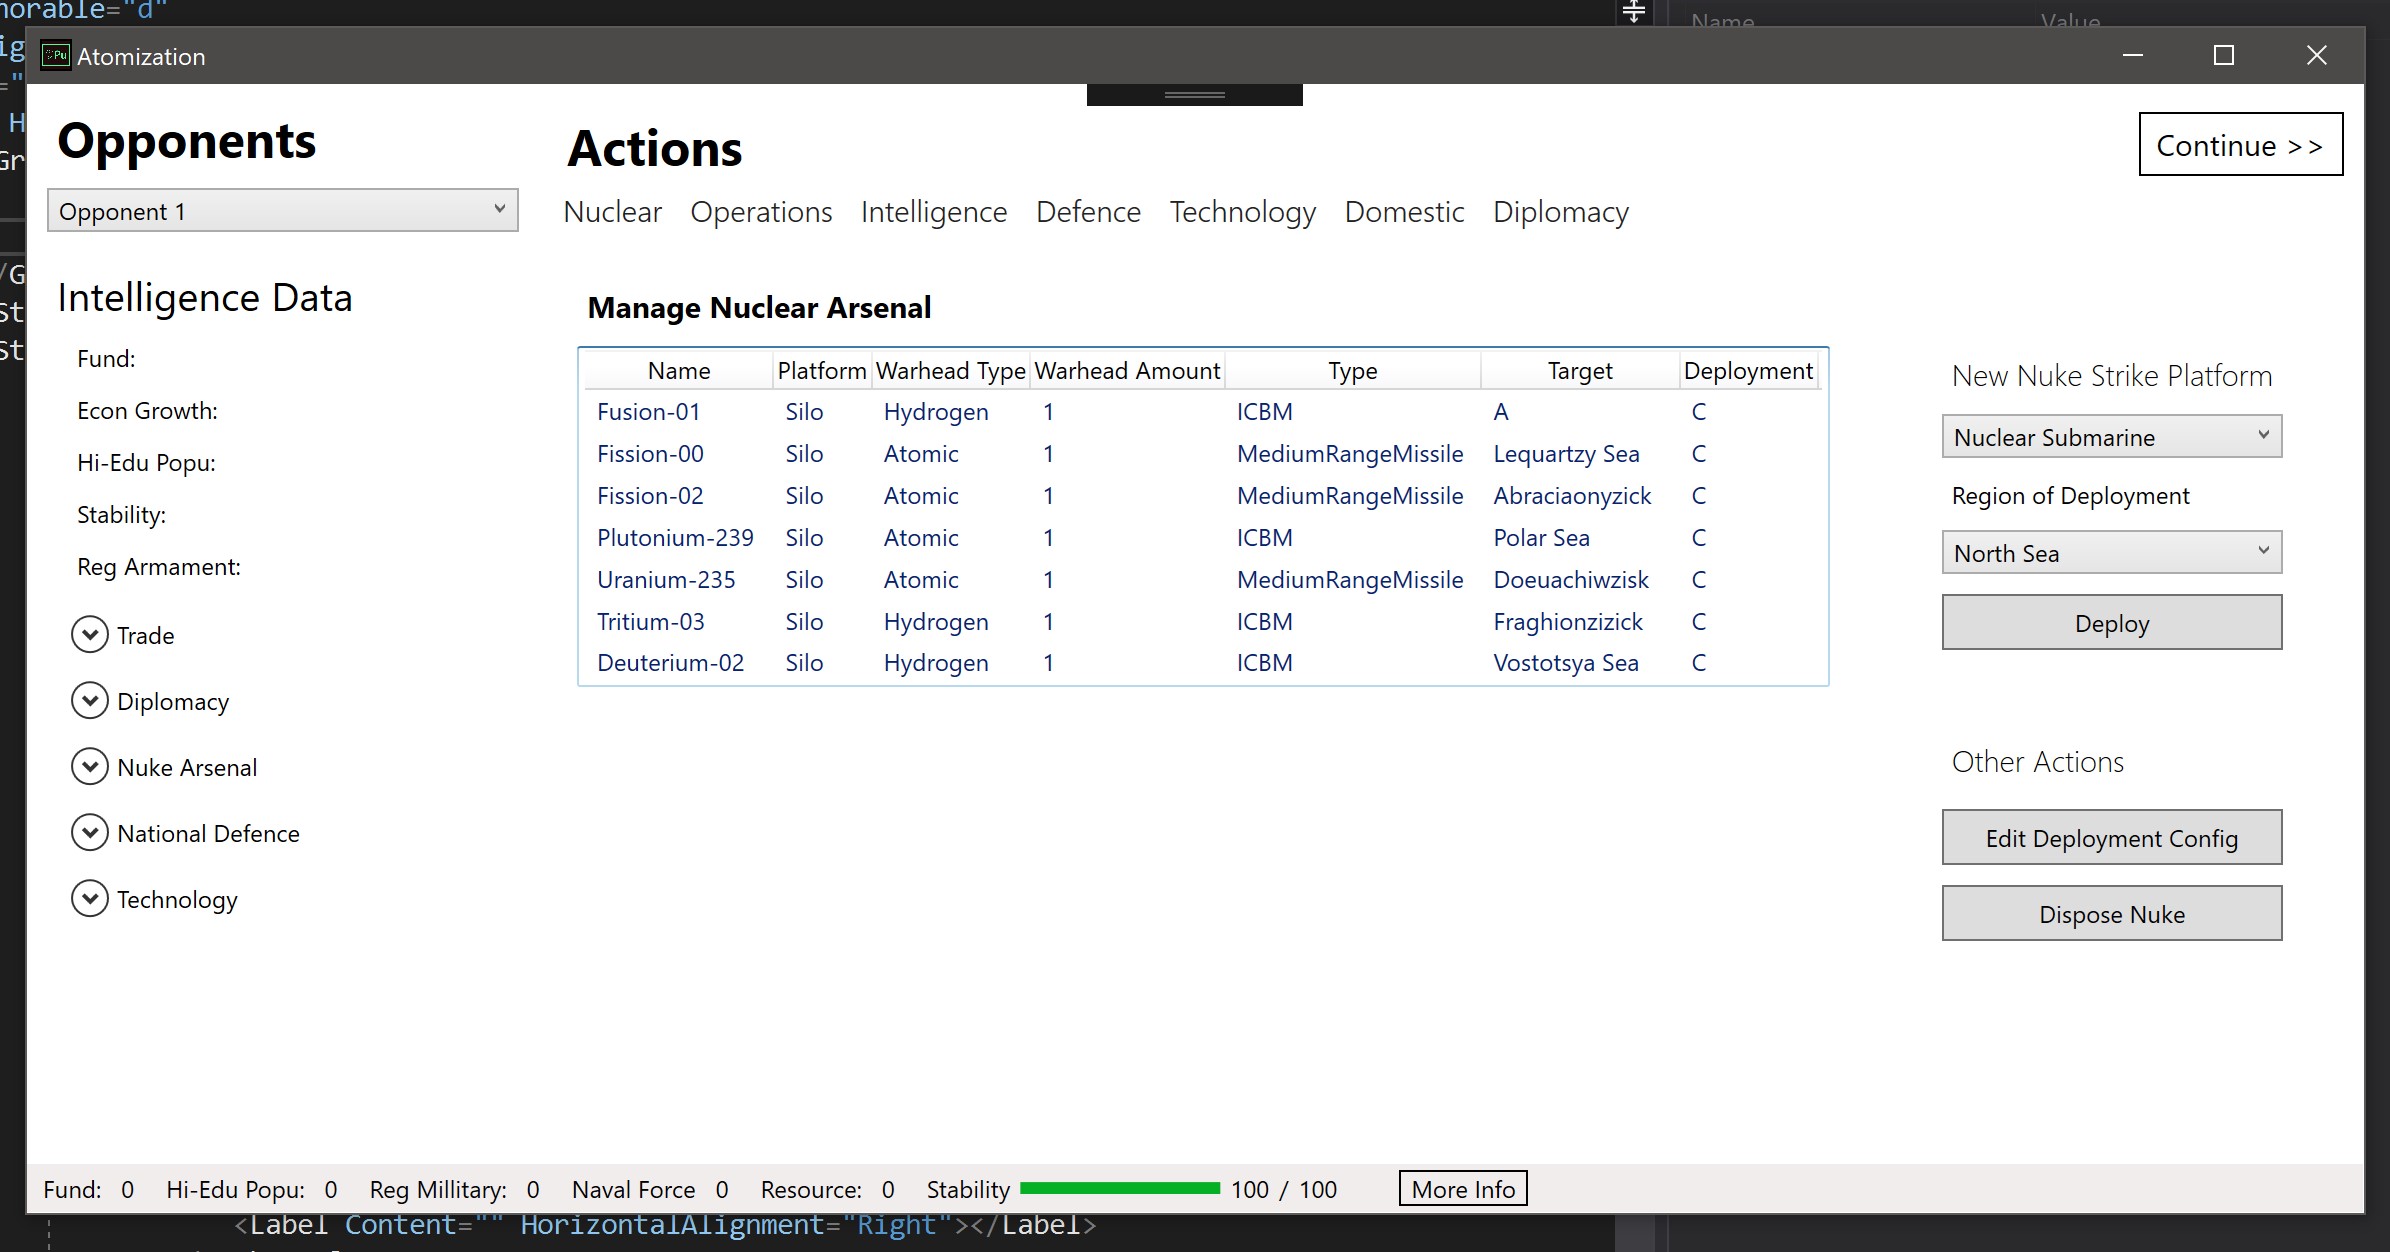 norable="d"
Name Value
Atomization
Opponents
Opponent 1
Intelligence Data
Fund:
Econ Growth:
Hi-Edu Popu:
Stability:
Reg Armament:
Trade
Diplomacy
Nuke Arsenal
National Defence
Technology
Actions
Nuclear Operations Intelligence Defence Technology Domestic Diplomacy
Continue >>
Manage Nuclear Arsenal
Name Platform Warhead Type Warhead Amount Type Target Deployment
Fusion-01 Silo Hydrogen 1 ICBM A C
Fission-00 Silo Atomic 1 MediumRangeMissile Lequartzy Sea C
Fission-02 Silo Atomic 1 MediumRangeMissile Abraciaonyzick C
Plutonium-239 Silo Atomic 1 ICBM Polar Sea C
Uranium-235 Silo Atomic 1 MediumRangeMissile Doeuachiwzisk C
Tritium-03 Silo Hydrogen 1 ICBM Fraghionzizick C
Deuterium-02 Silo Hydrogen 1 ICBM Vostotsya Sea C
New Nuke Strike Platform
Nuclear Submarine
Region of Deployment
North Sea
Deploy
Other Actions
Edit Deployment Config
Dispose Nuke
Fund: 0 Hi-Edu Popu: 0 Reg Millitary: 0 Naval Force 0 Resource: 0 Stability 100 / 100 More Info
<Label Content="" HorizontalAlignment="Right"></Label>